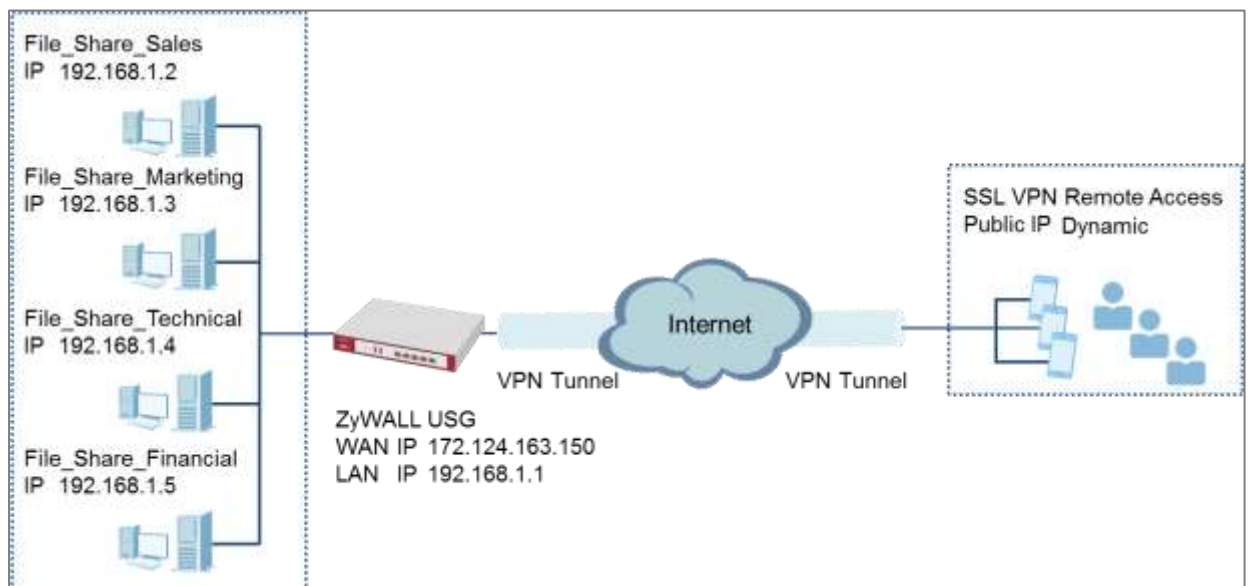 File_Share_Sales
IP 192.168.1.2
File_Share_Marketing
IP 192.168.1.3
File_Share_Technical
IP 192.168.1.4
File_Share_Financial
IP 192.168.1.5
ZyWALL USG
WAN IP 172.124.163.150
LAN IP 192.168.1.1
VPN Tunnel
Internet
VPN Tunnel
SSL VPN Remote Access
Public IP Dynamic